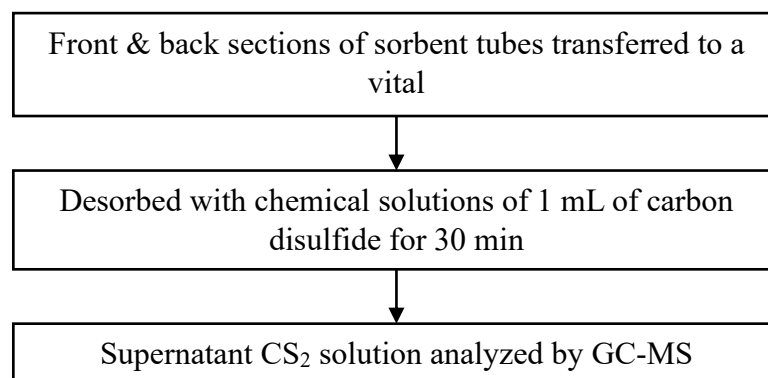 Front & back sections of sorbent tubes transferred to a
vital
Desorbed with chemical solutions of 1 mL of carbon
disulfide for 30 min
Supernatant CS₂ solution analyzed by GC-MS